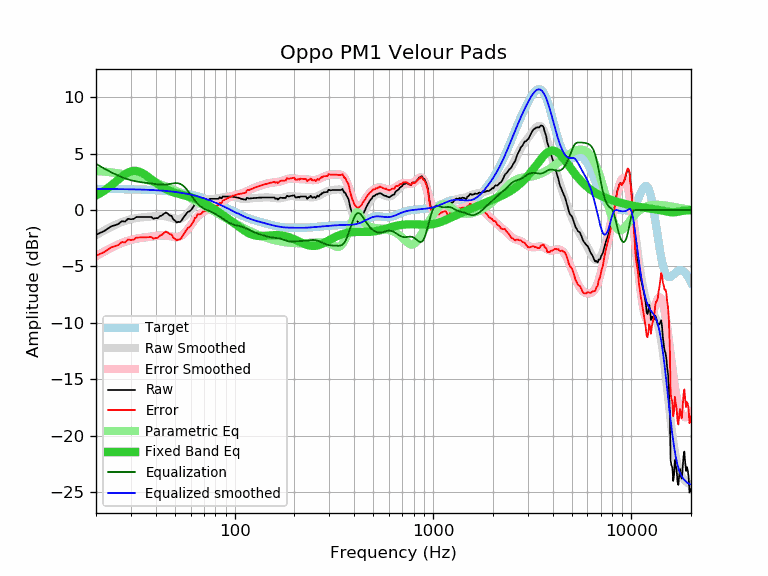 Oppo PM1 Velour Pads
10
5
0
−5
−10
−15
−20
−25
Amplitude (dBr)
Target
Raw Smoothed
Error Smoothed
Raw
Error
Parametric Eq
Fixed Band Eq
Equalization
Equalized smoothed
100
1000
10000
Frequency (Hz)